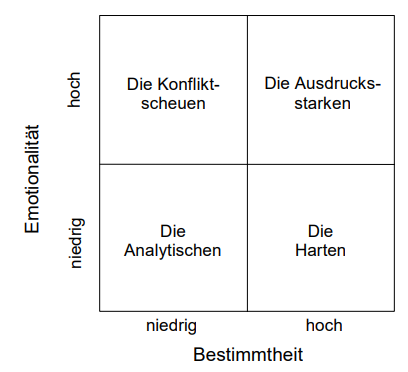 Emotionalität
hoch
Die Konflikt-
scheuen
Die Ausdrucks-
starken
niedrig
Die
Analytischen
Die
Harten
niedrig
hoch
Bestimmtheit